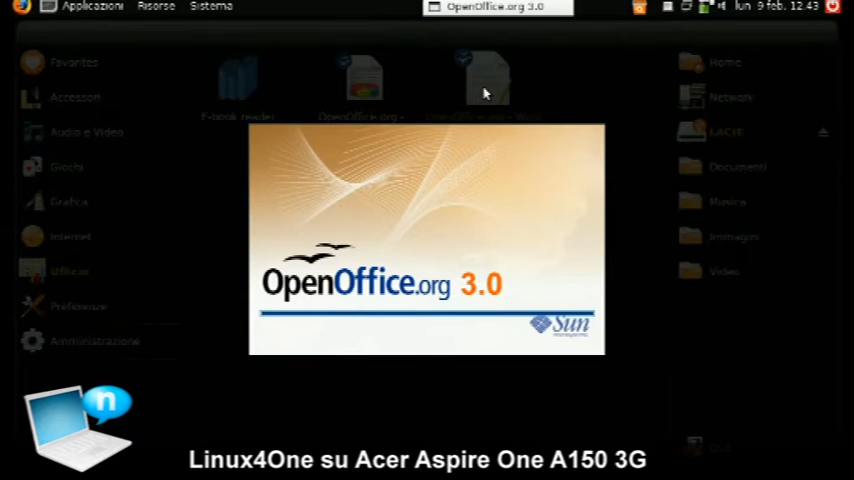 Applicazioni Risorse Sistema
OpenOffice.org 3.0
lun 9 feb, 12.43
Favorites
Accessori
Audio e Video
Giochi
Grafica
Internet
Ufficio
Preferenze
Amministrazione
E-book reader
OpenOffice.org -
Home
Network
LACIE
Documenti
Musica
Immagini
Video
OpenOffice.org 3.0
Sun
microsystems
n
Linux4One su Acer Aspire One A150 3G